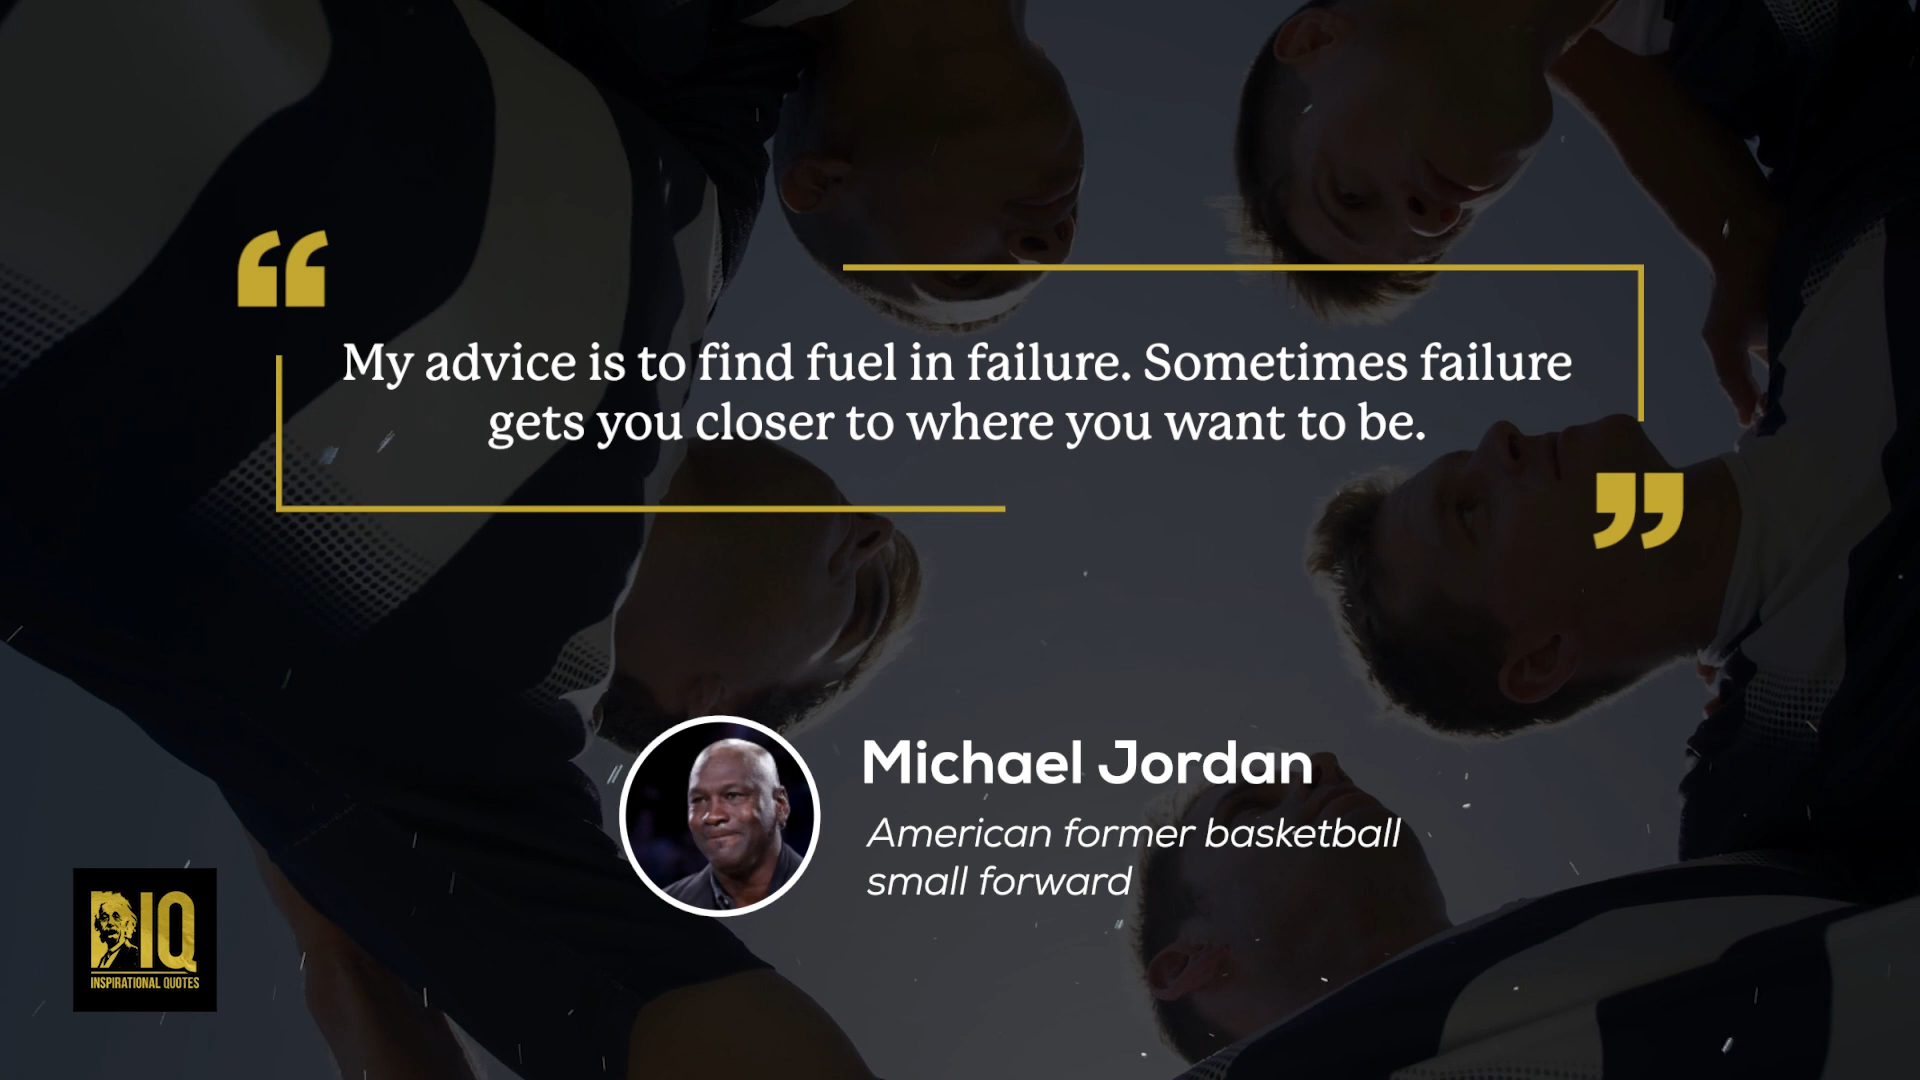 “
My advice is to find fuel in failure. Sometimes failure
gets you closer to where you want to be.
”
Michael Jordan
American former basketball
small forward
IQ
INSPIRATIONAL QUOTES